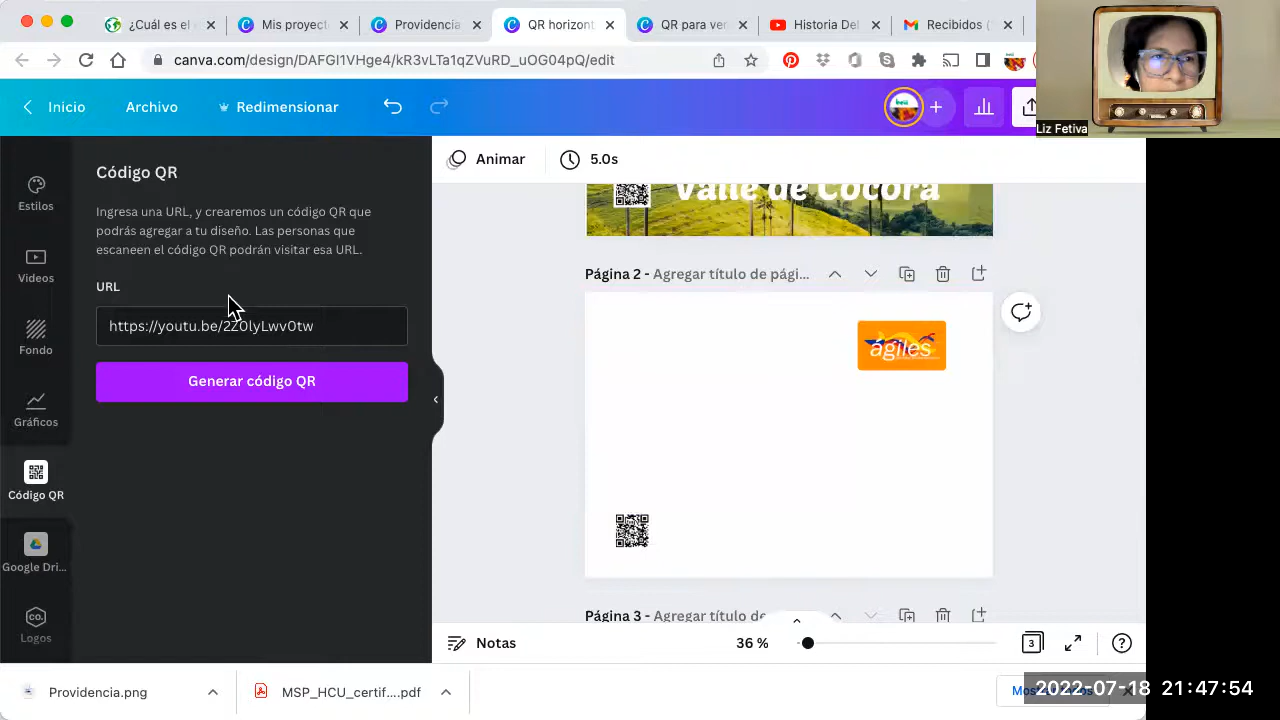 ¿Cuál es el
Mis proyect
Providencia
QR horizont
QR para ver
Historia Del
Recibidos (
canva.com/design/DAFGI1VHge4/kR3vLTa1qZVuRD_uOG04pQ/edit
Inicio
Archivo
Redimensionar
Liz Fetiva
Código QR
Ingresa una URL, y crearemos un código QR que
podrás agregar a tu diseño. Las personas que
escaneen el código QR podrán visitar esa URL.
URL
https://youtu.be/2Z0lyLwv0tw
Generar código QR
Estilos
Videos
Fondo
Gráficos
Código QR
Google Dri...
Logos
Animar
5.0s
Valle de Cocora
Página 2 - Agregar título de pági...
ágiles
Página 3 - Agregar título de
Notas
36 %
3
Providencia.png
MSP_HCU_certif....pdf
2022-07-18 21:47:54